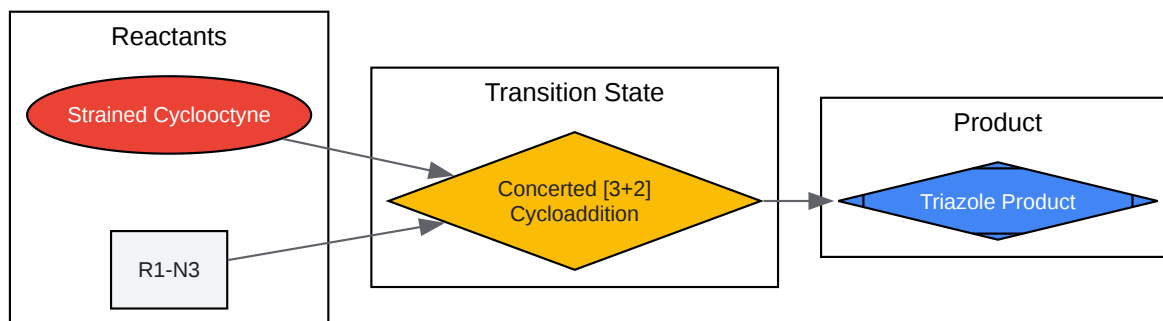 Reactants
Strained Cyclooctyne
R1-N3
Transition State
Concerted [3+2]
Cycloaddition
Product
Triazole Product